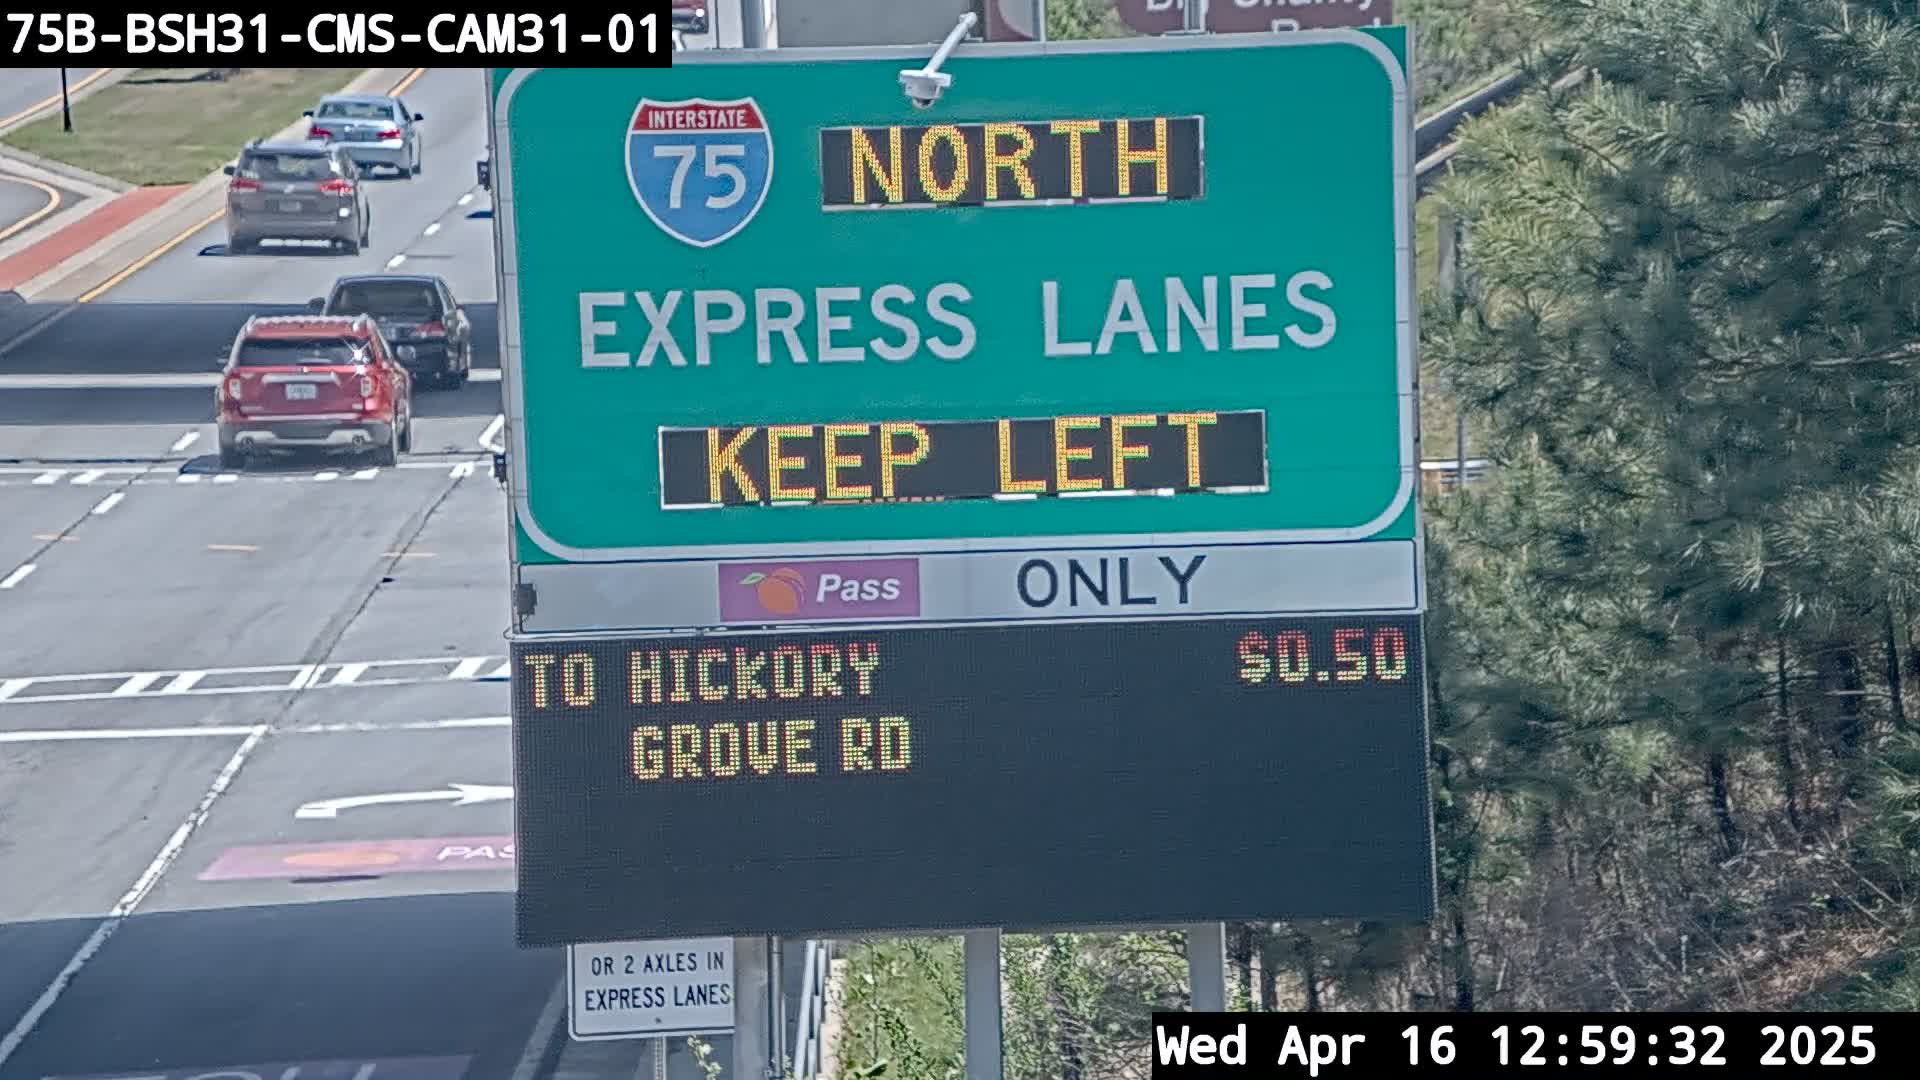 75B-BSH31-CMS-CAM31-01
INTERSTATE
75
NORTH
EXPRESS LANES
KEEP LEFT
Pass
ONLY
TO HICKORY $0.50
GROVE RD
OR 2 AXLES IN
EXPRESS LANES
Wed Apr 16 12:59:32 2025